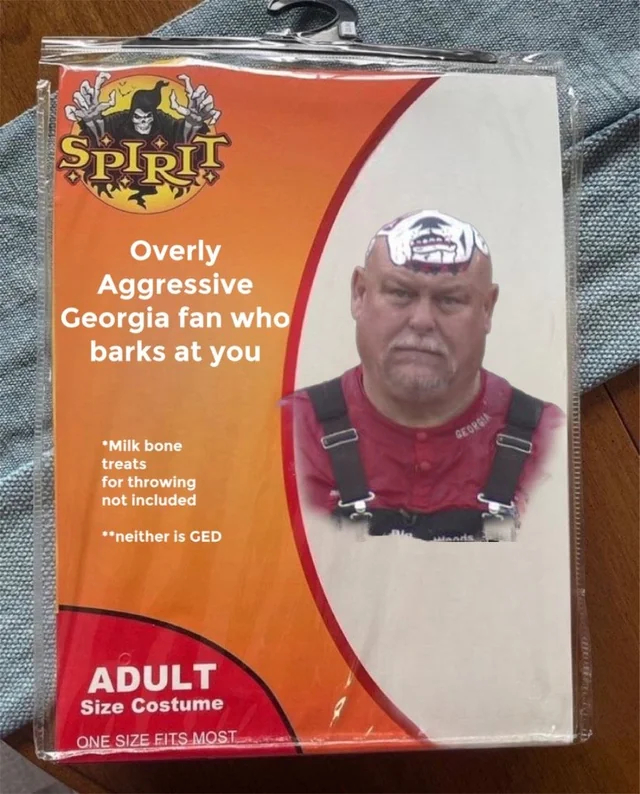 SPIRIT
Overly
Aggressive
Georgia fan who
barks at you
*Milk bone
treats
for throwing
not included
**neither is GED
GEORGIA
Woods
ADULT
Size Costume
ONE SIZE FITS MOST